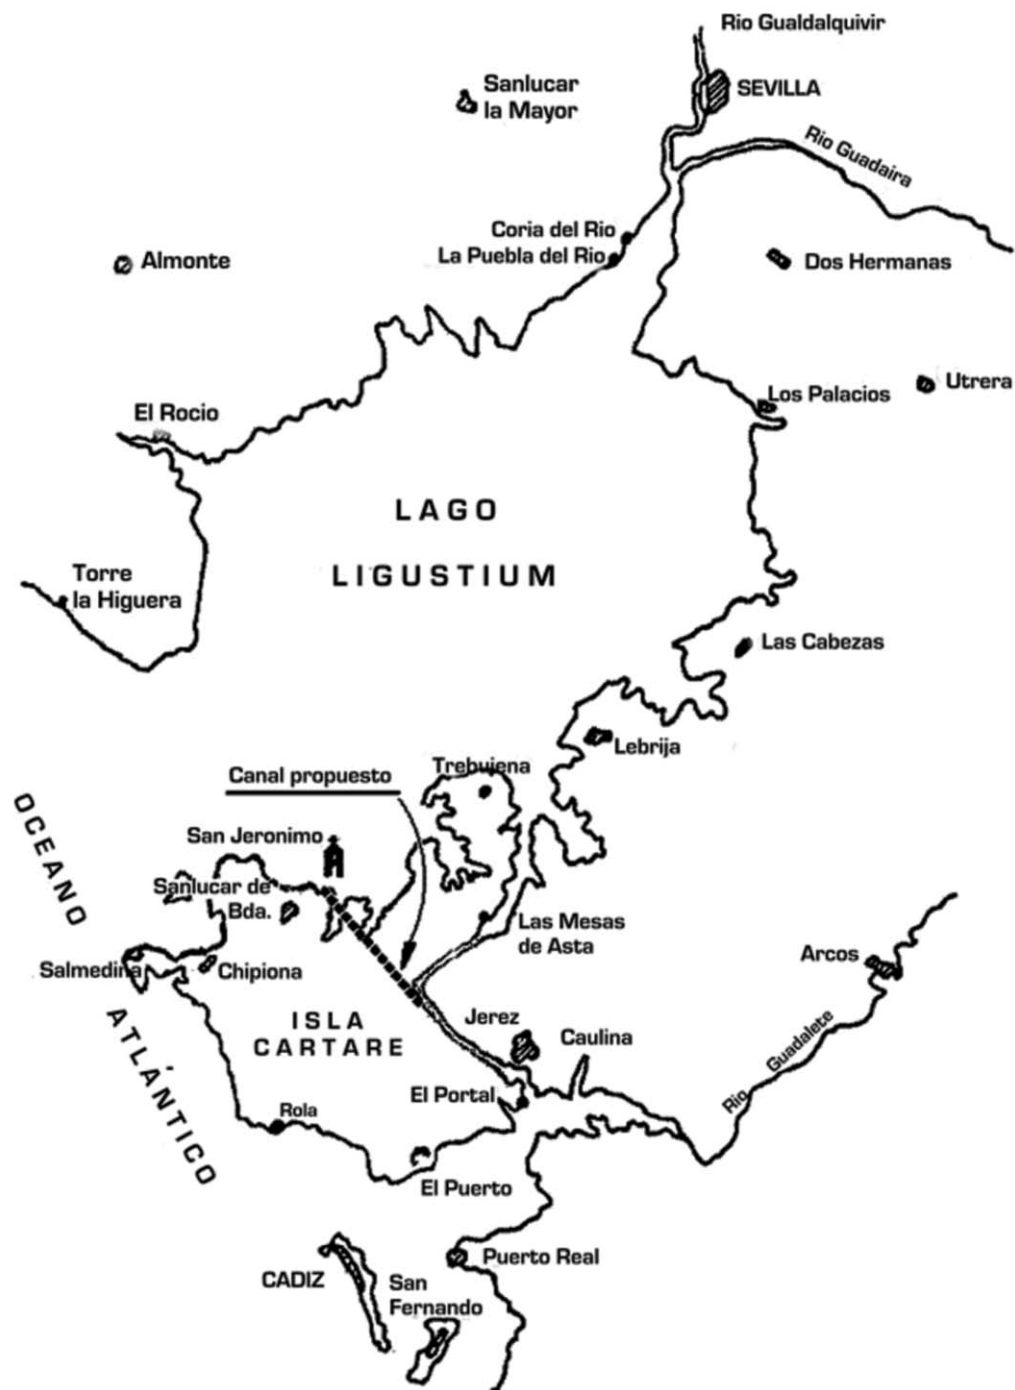 Rio Gualdalquivir
Sanlucar
la Mayor
SEVILLA
Rio Guadaira
Coria del Rio
La Puebla del Rio
Almonte
Dos Hermanas
Utrera
Los Palacios
El Rocio
LAGO
LIGUSTIUM
Torre
la Higuera
Las Cabezas
Lebrija
Trebujena
Canal propuesto
OCEANO
San Jeronimo
Sanlucar de
Bda.
Las Mesas
de Asta
Arcos
Salmedina
Chipiona
ISLA
CARTARE
Jerez
Caulina
Rio Guadalete
ATLÁNTICO
El Portal
Rola
El Puerto
Puerto Real
CADIZ
San
Fernando